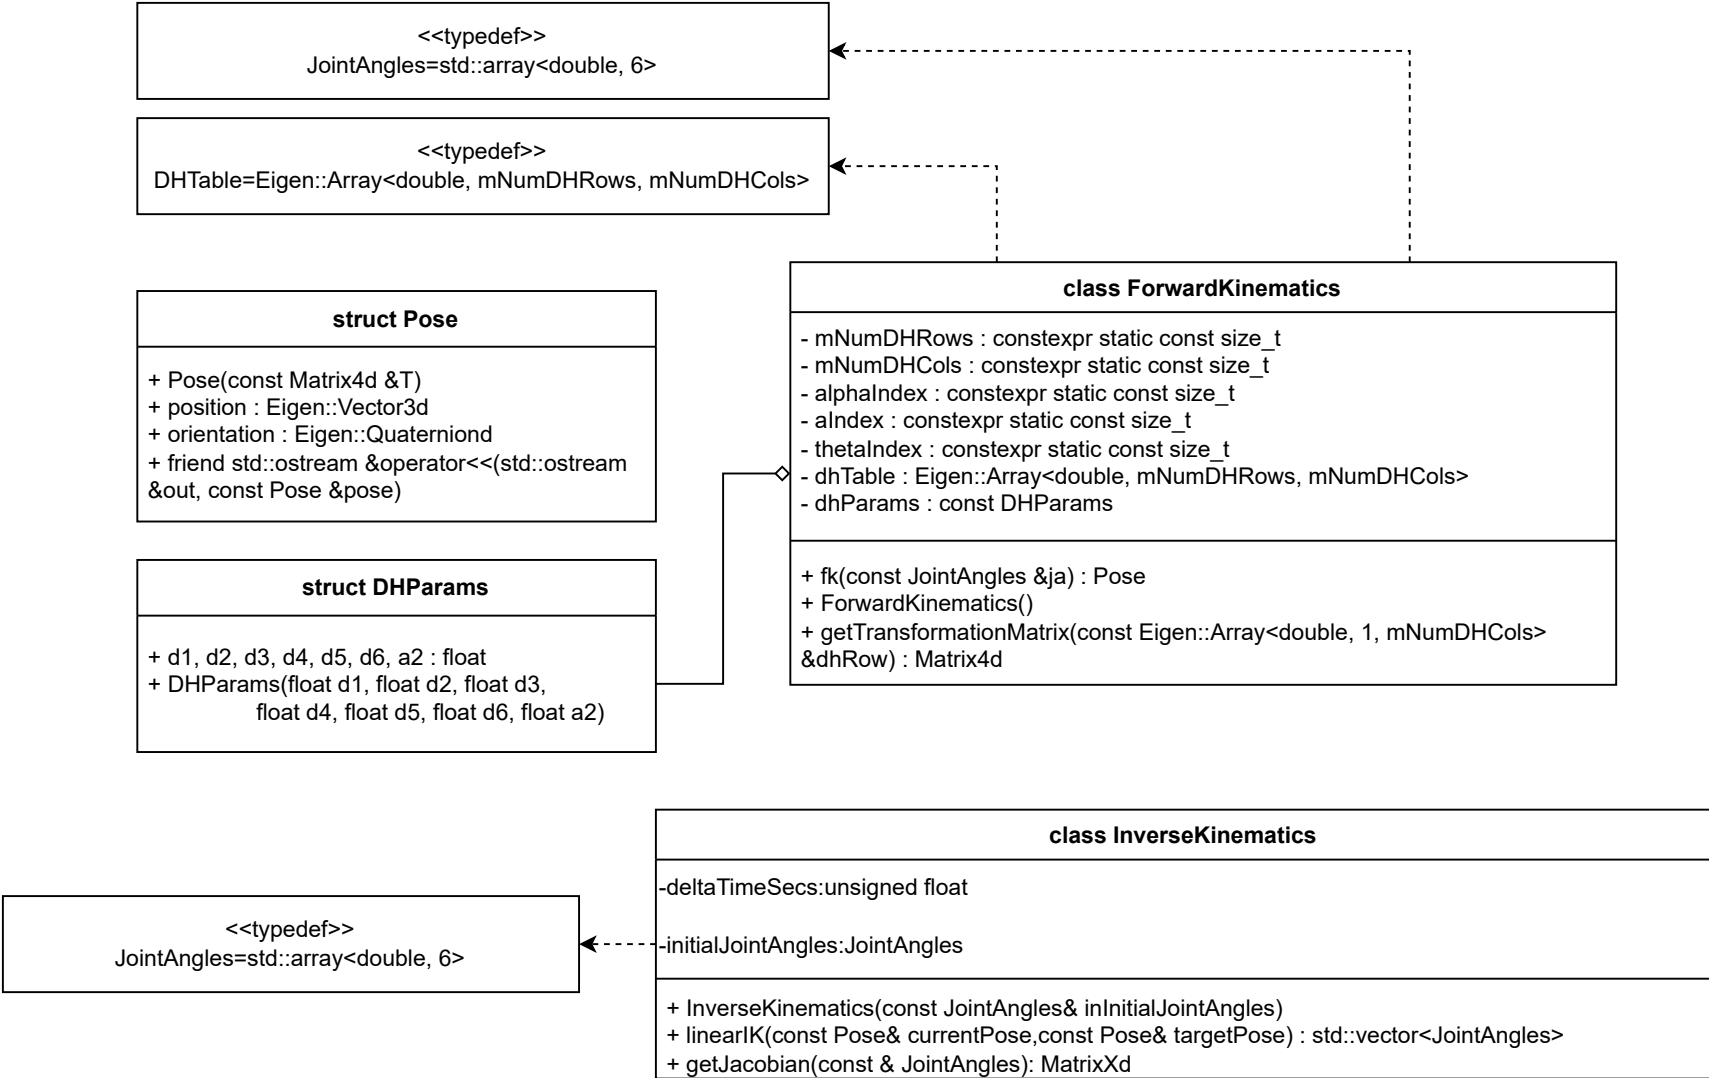 <<typedef>>
JointAngles=std::array<double, 6>
<<typedef>>
DHTable=Eigen::Array<double, mNumDHRows, mNumDHCols>
struct Pose
+ Pose(const Matrix4d &T)
+ position : Eigen::Vector3d
+ orientation : Eigen::Quaterniond
+ friend std::ostream &operator<<(std::ostream
&out, const Pose &pose)
class ForwardKinematics
- mNumDHRows : constexpr static const size_t
- mNumDHCols : constexpr static const size_t
- alphaIndex : constexpr static const size_t
- aIndex : constexpr static const size_t
- thetaIndex : constexpr static const size_t
- dhTable : Eigen::Array<double, mNumDHRows, mNumDHCols>
- dhParams : const DHParams
+ fk(const JointAngles &ja) : Pose
+ ForwardKinematics()
+ getTransformationMatrix(const Eigen::Array<double, 1, mNumDHCols>
&dhRow) : Matrix4d
struct DHParams
+ d1, d2, d3, d4, d5, d6, a2 : float
+ DHParams(float d1, float d2, float d3,
float d4, float d5, float d6, float a2)
class InverseKinematics
-deltaTimeSecs:unsigned float
-initialJointAngles:JointAngles
+ InverseKinematics(const JointAngles& inInitialJointAngles)
+ linearIK(const Pose& currentPose,const Pose& targetPose) : std::vector<JointAngles>
+ getJacobian(const & JointAngles): MatrixXd
<<typedef>>
JointAngles=std::array<double, 6>